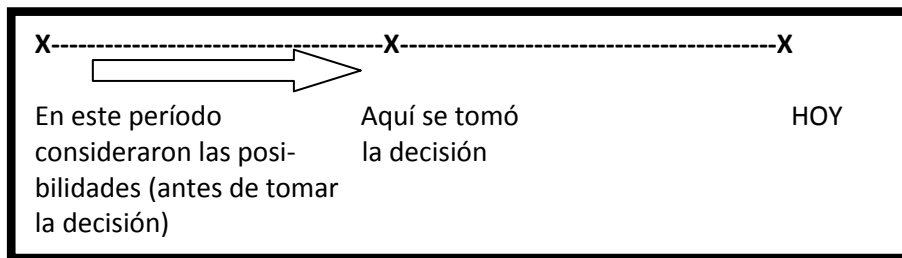 X-----------------------------------X----------------------------------------X
En este período Aquí se tomó HOY
consideraron las posi- la decisión
bilidades (antes de tomar
la decisión)